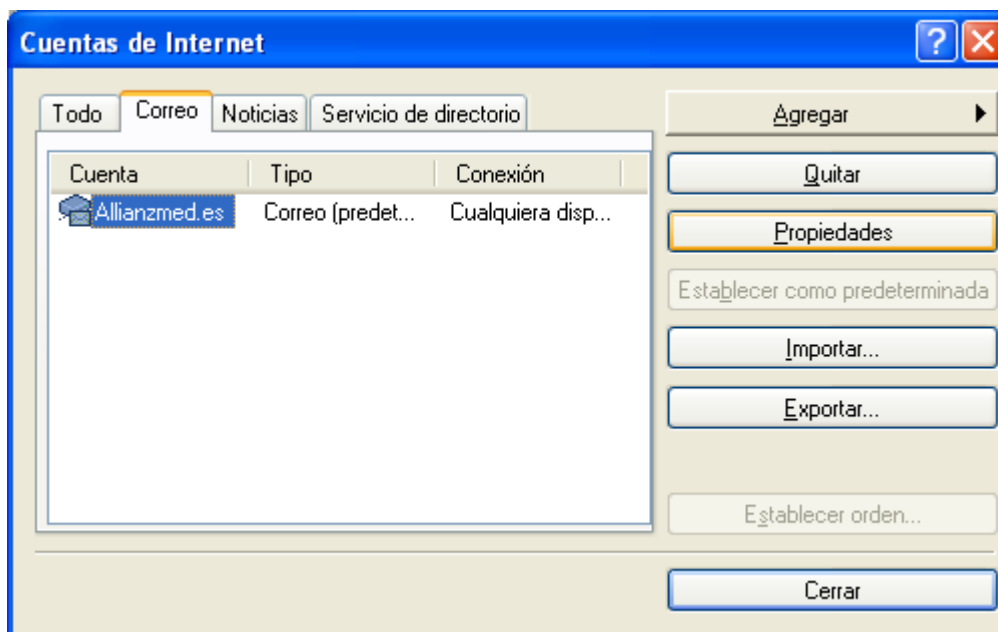 Cuentas de Internet
Todo
Correo
Noticias
Servicio de directorio
Cuenta
Tipo
Conexión
Allianzmed.es
Correo (predet...
Cualquiera disp...
Agregar
Quitar
Propiedades
Establecer como predeterminada
Importar...
Exportar...
Establecer orden...
Cerrar